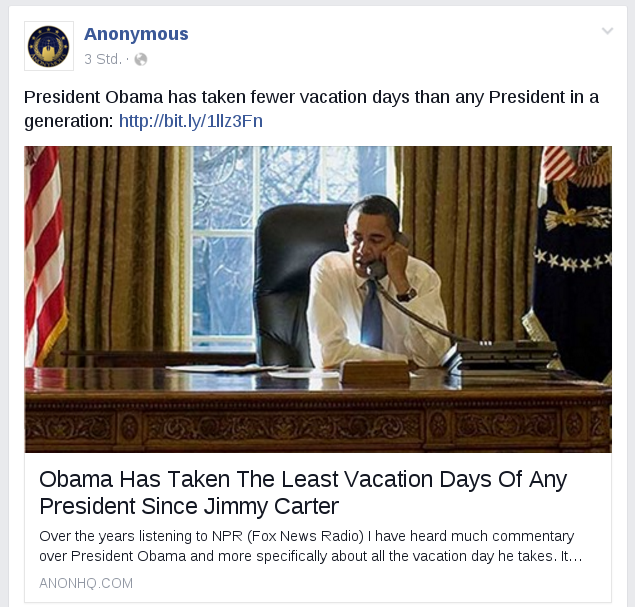 Anonymous
3 Std. ·
President Obama has taken fewer vacation days than any President in a
generation: http://bit.ly/1llz3Fn
Obama Has Taken The Least Vacation Days Of Any
President Since Jimmy Carter
Over the years listening to NPR (Fox News Radio) I have heard much commentary
over President Obama and more specifically about all the vacation day he takes. It...
ANONHQ.COM